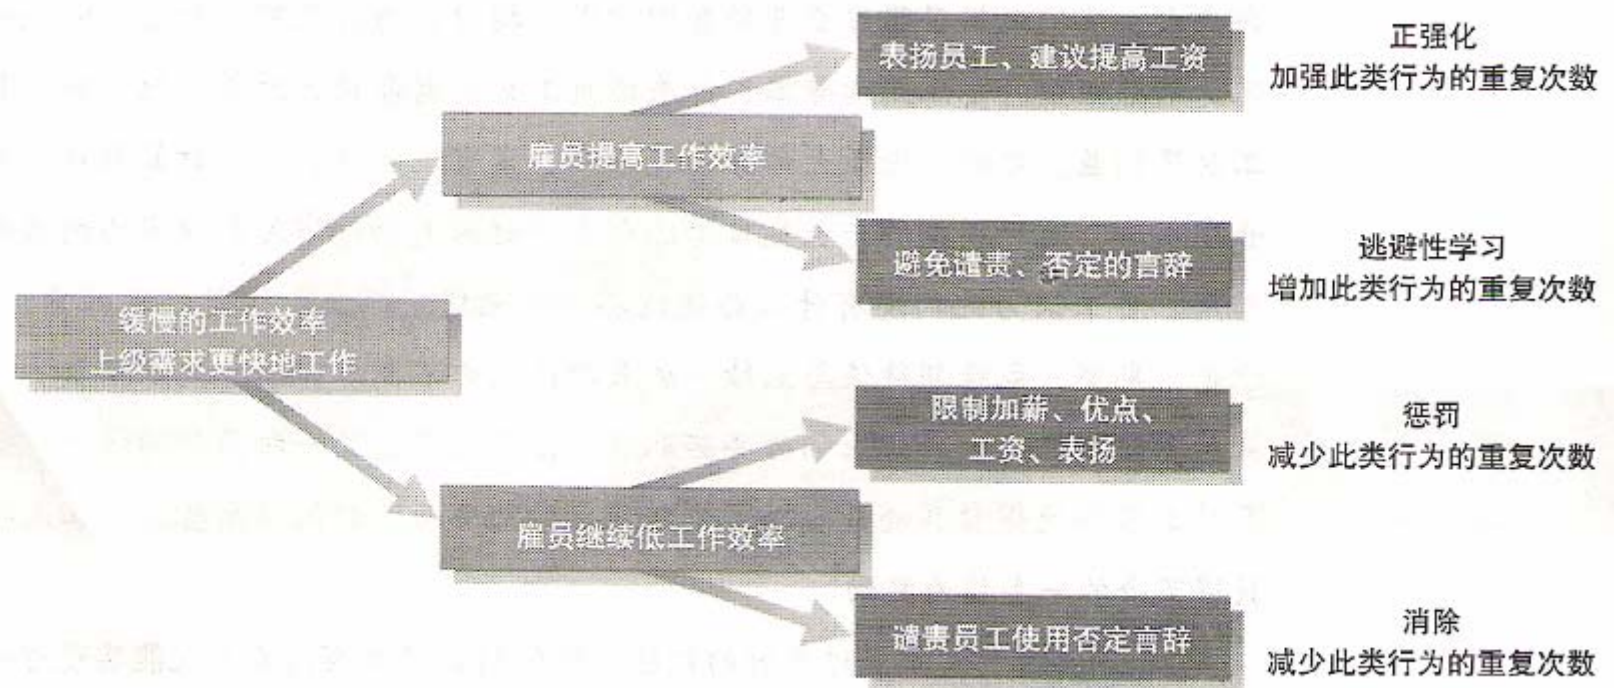 缓慢的工作效率
上级需求更快地工作
雇员提高工作效率
雇员继续低工作效率
表扬员工、建议提高工资
避免谴责、否定的言辞
限制加薪、优点、
工资、表扬
谴责员工使用否定言辞
正强化
加强此类行为的重复次数
逃避性学习
增加此类行为的重复次数
惩罚
减少此类行为的重复次数
消除
减少此类行为的重复次数